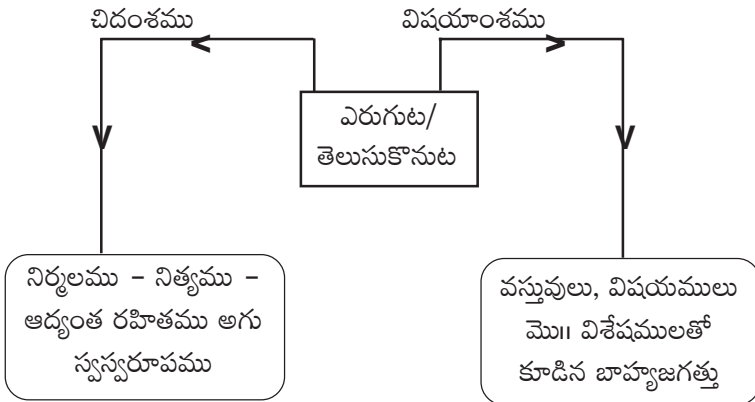 చిదంశము
విషయాంశము
ఎరుగుట/
తెలుసుకొనుట
నిర్మలము – నిత్యము –
ఆద్యంత రహితము అగు
స్వస్వరూపము
వస్తువులు, విషయములు
మొ॥ విశేషములతో
కూడిన బాహ్యజగత్తు